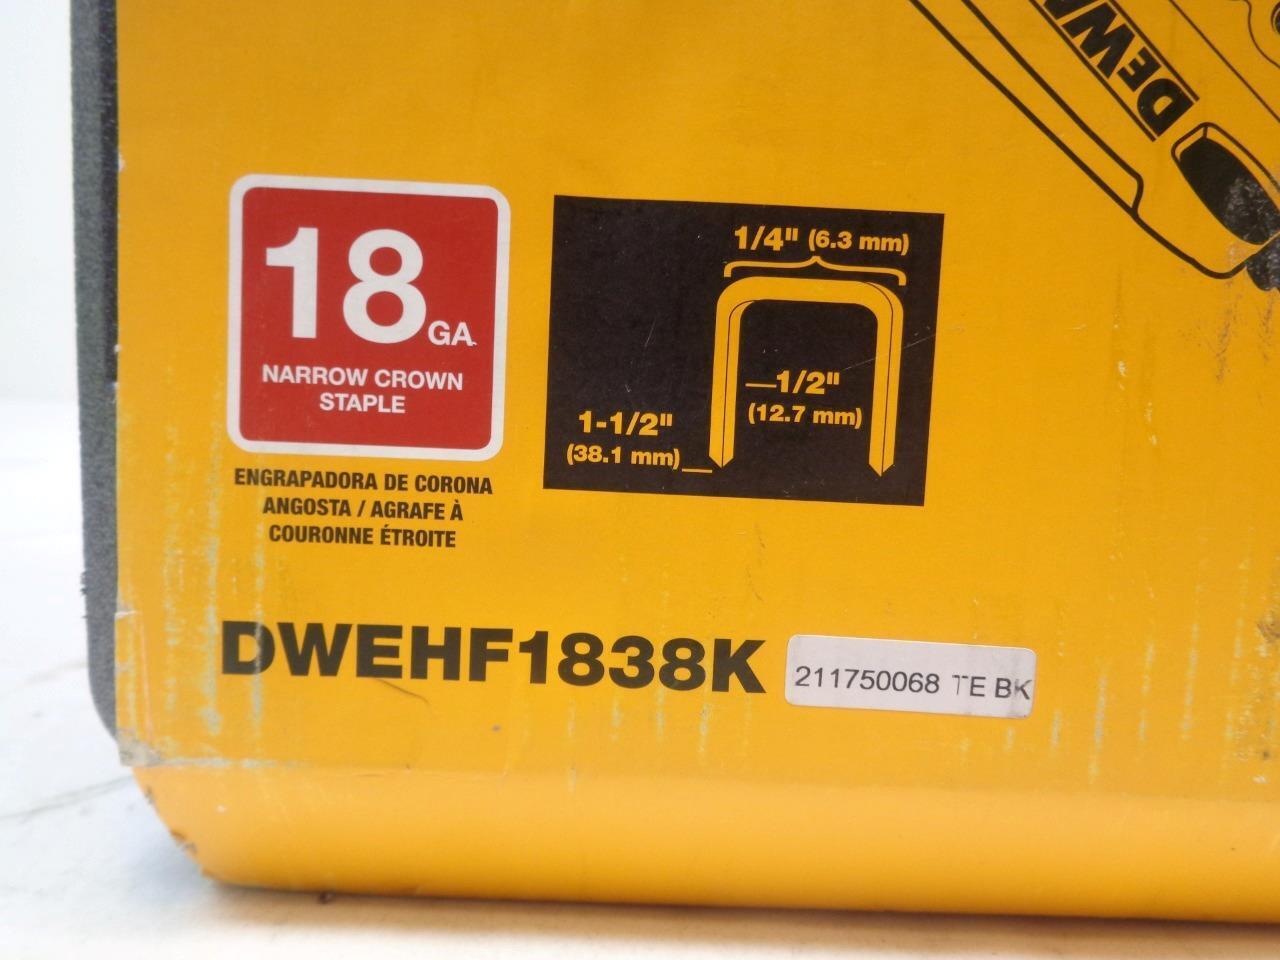 DEWA
18 GA
NARROW CROWN
STAPLE
1/4" (6.3 mm)
1/2"
(12.7 mm)
1-1/2"
(38.1 mm)
ENGRAPADORA DE CORONA
ANGOSTA / AGRAFE À
COURONNE ÉTROITE
DWEHF1838K
211750068 TE BK